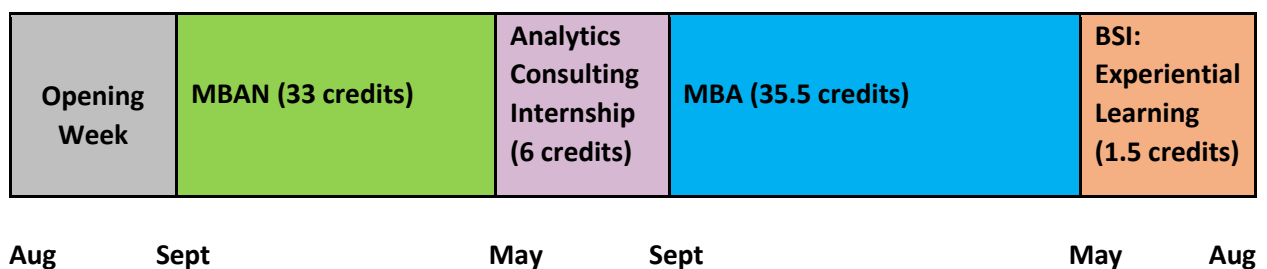 Opening
Week
MBAN (33 credits)
Analytics
Consulting
Internship
(6 credits)
MBA (35.5 credits)
BSI:
Experiential
Learning
(1.5 credits)
Aug Sept May Sept May Aug